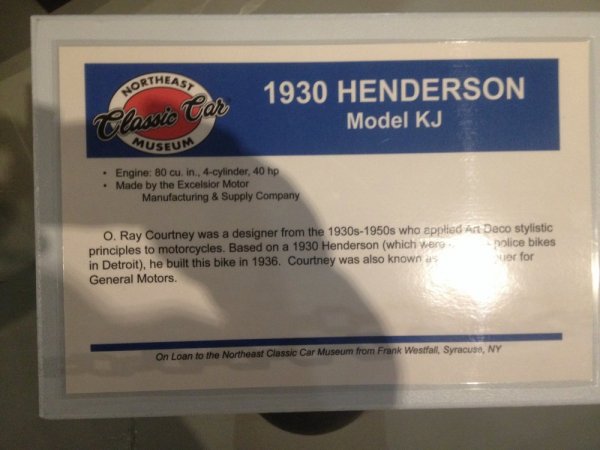 NORTHEAST
Classic Car
MUSEUM
1930 HENDERSON
Model KJ
• Engine: 80 cu. in., 4-cylinder, 40 hp
• Made by the Excelsior Motor
Manufacturing & Supply Company
O. Ray Courtney was a designer from the 1930s-1950s who applied Art Deco stylistic
principles to motorcycles. Based on a 1930 Henderson (which were police bikes
in Detroit), he built this bike in 1936. Courtney was also known as for
General Motors.
On Loan to the Northeast Classic Car Museum from Frank Westfall, Syracuse, NY